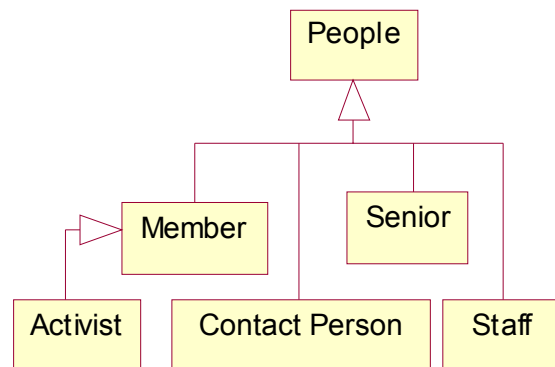 People
Member
Senior
Activist
Contact Person
Staff